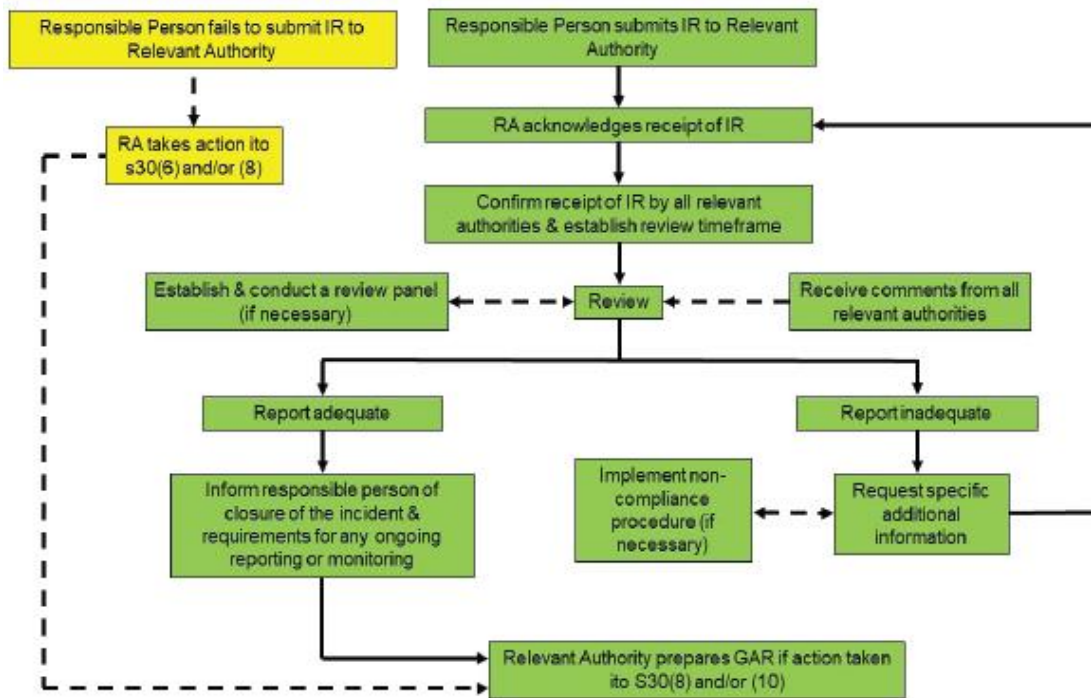 Responsible Person fails to submit IR to
Relevant Authority
Responsible Person submits IR to Relevant
Authority
RA takes action ito
s30(6) and/or (8)
RA acknowledges receipt of IR
Confirm receipt of IR by all relevant
authorities & establish review timeframe
Establish & conduct a review panel
(if necessary)
Review
Receive comments from all
relevant authorities
Report adequate
Report inadequate
Inform responsible person of
closure of the incident &
requirements for any ongoing
reporting or monitoring
Implement non-
compliance
procedure (if
necessary)
Request specific
additional
information
Relevant Authority prepares GAR if action taken
ito S30(8) and/or (10)